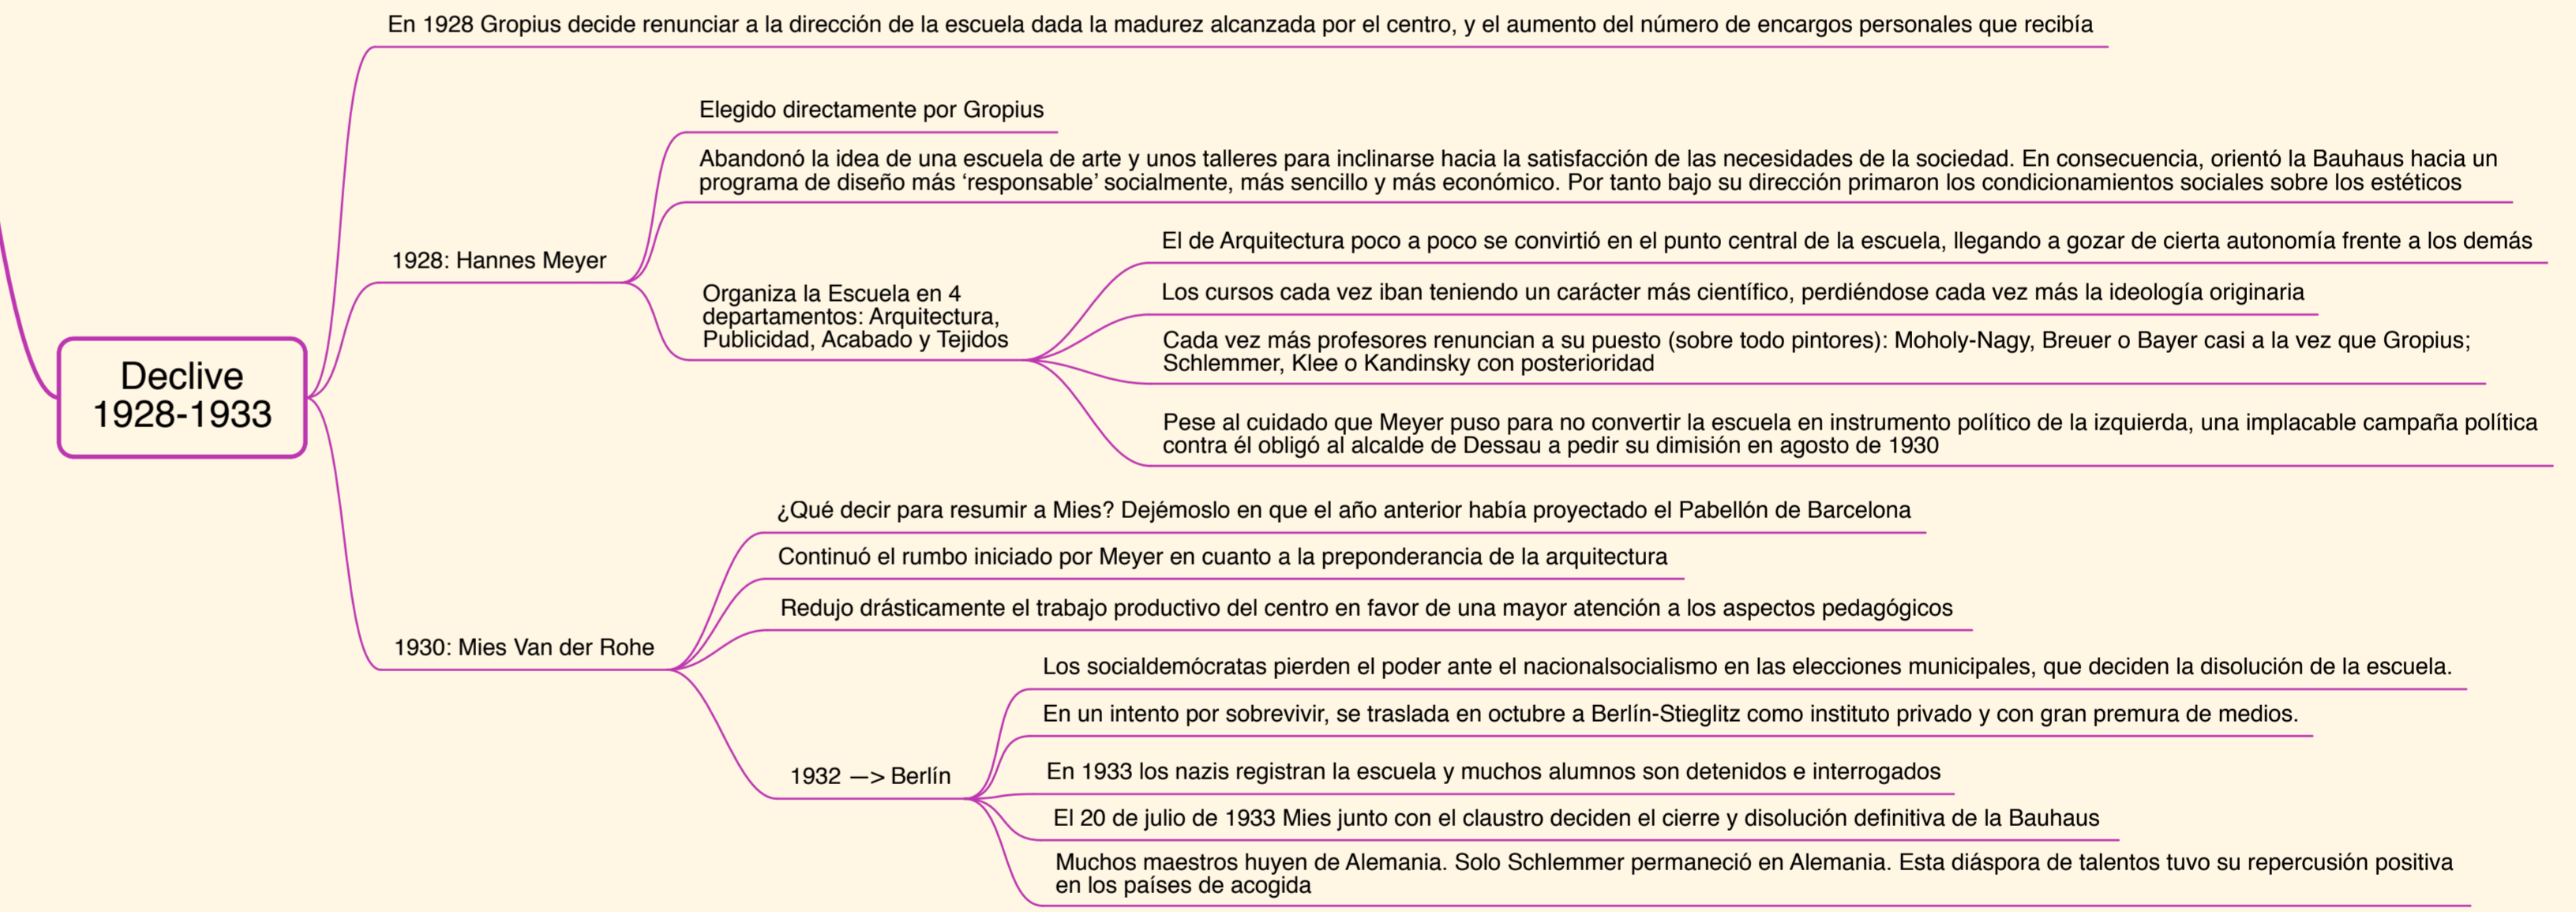 En 1928 Gropius decide renunciar a la dirección de la escuela dada la madurez alcanzada por el centro, y el aumento del número de encargos personales que recibía
Elegido directamente por Gropius
Abandonó la idea de una escuela de arte y unos talleres para inclinarse hacia la satisfacción de las necesidades de la sociedad. En consecuencia, orientó la Bauhaus hacia un
programa de diseño más ‘responsable’ socialmente, más sencillo y más económico. Por tanto bajo su dirección primaron los condicionamientos sociales sobre los estéticos
1928: Hannes Meyer
Organiza la Escuela en 4
departamentos: Arquitectura,
Publicidad, Acabado y Tejidos
El de Arquitectura poco a poco se convirtió en el punto central de la escuela, llegando a gozar de cierta autonomía frente a los demás
Los cursos cada vez iban teniendo un carácter más científico, perdiéndose cada vez más la ideología originaria
Cada vez más profesores renuncian a su puesto (sobre todo pintores): Moholy-Nagy, Breuer o Bayer casi a la vez que Gropius;
Schlemmer, Klee o Kandinsky con posterioridad
Pese al cuidado que Meyer puso para no convertir la escuela en instrumento político de la izquierda, una implacable campaña política
contra él obligó al alcalde de Dessau a pedir su dimisión en agosto de 1930
Declive
1928-1933
¿Qué decir para resumir a Mies? Dejémoslo en que el año anterior había proyectado el Pabellón de Barcelona
Continuó el rumbo iniciado por Meyer en cuanto a la preponderancia de la arquitectura
Redujo drásticamente el trabajo productivo del centro en favor de una mayor atención a los aspectos pedagógicos
1930: Mies Van der Rohe
Los socialdemócratas pierden el poder ante el nacionalsocialismo en las elecciones municipales, que deciden la disolución de la escuela.
En un intento por sobrevivir, se traslada en octubre a Berlín-Stieglitz como instituto privado y con gran premura de medios.
1932 —> Berlín
En 1933 los nazis registran la escuela y muchos alumnos son detenidos e interrogados
El 20 de julio de 1933 Mies junto con el claustro deciden el cierre y disolución definitiva de la Bauhaus
Muchos maestros huyen de Alemania. Solo Schlemmer permaneció en Alemania. Esta diáspora de talentos tuvo su repercusión positiva
en los países de acogida